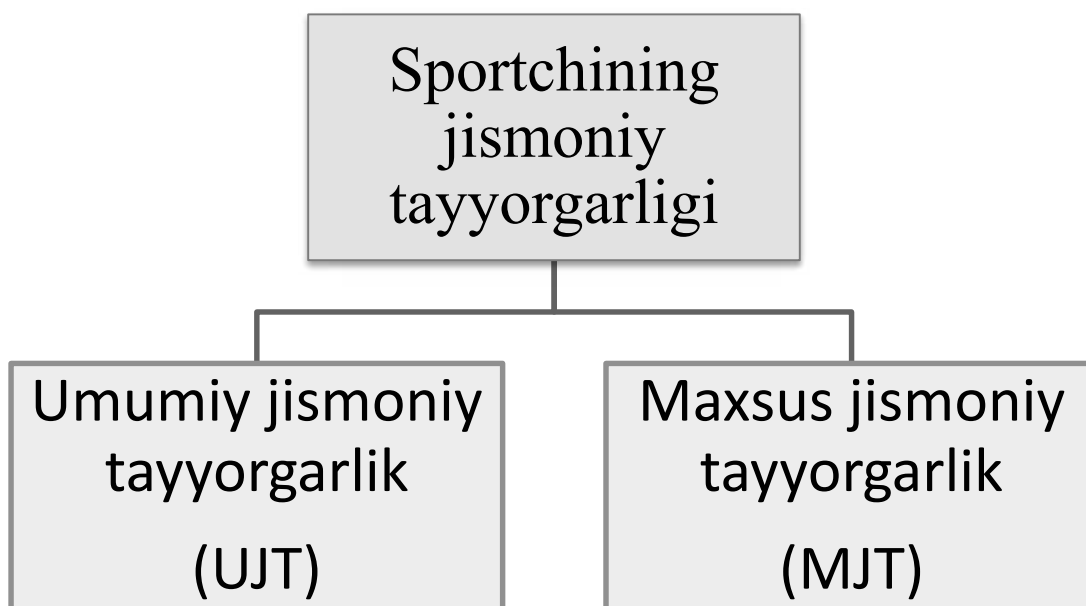 Sportchining
jismoniy
tayyorgarligi
Umumiy jismoniy
tayyorgarlik
(UJT)
Maxsus jismoniy
tayyorgarlik
(MJT)